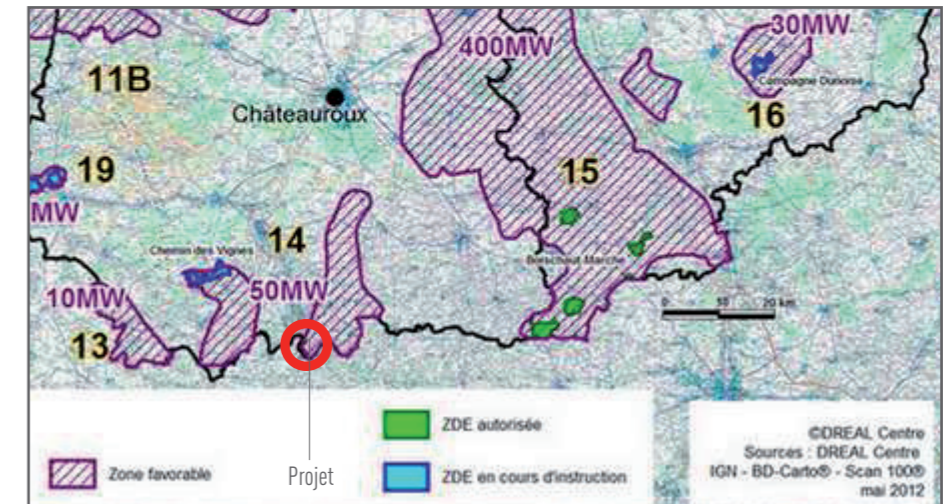 400MW
30MW
11B
Châteauroux
Campagne Dunoise
16
19
15
MW
14
Chemin des Vignes
Boischaut Marche
50MW
10MW
0 10 20 km
13
ZDE autorisée
©DREAL Centre
Sources : DREAL Centre
Zone favorable
Projet
ZDE en cours d'instruction
IGN - BD-Carto® - Scan 100®
mai 2012